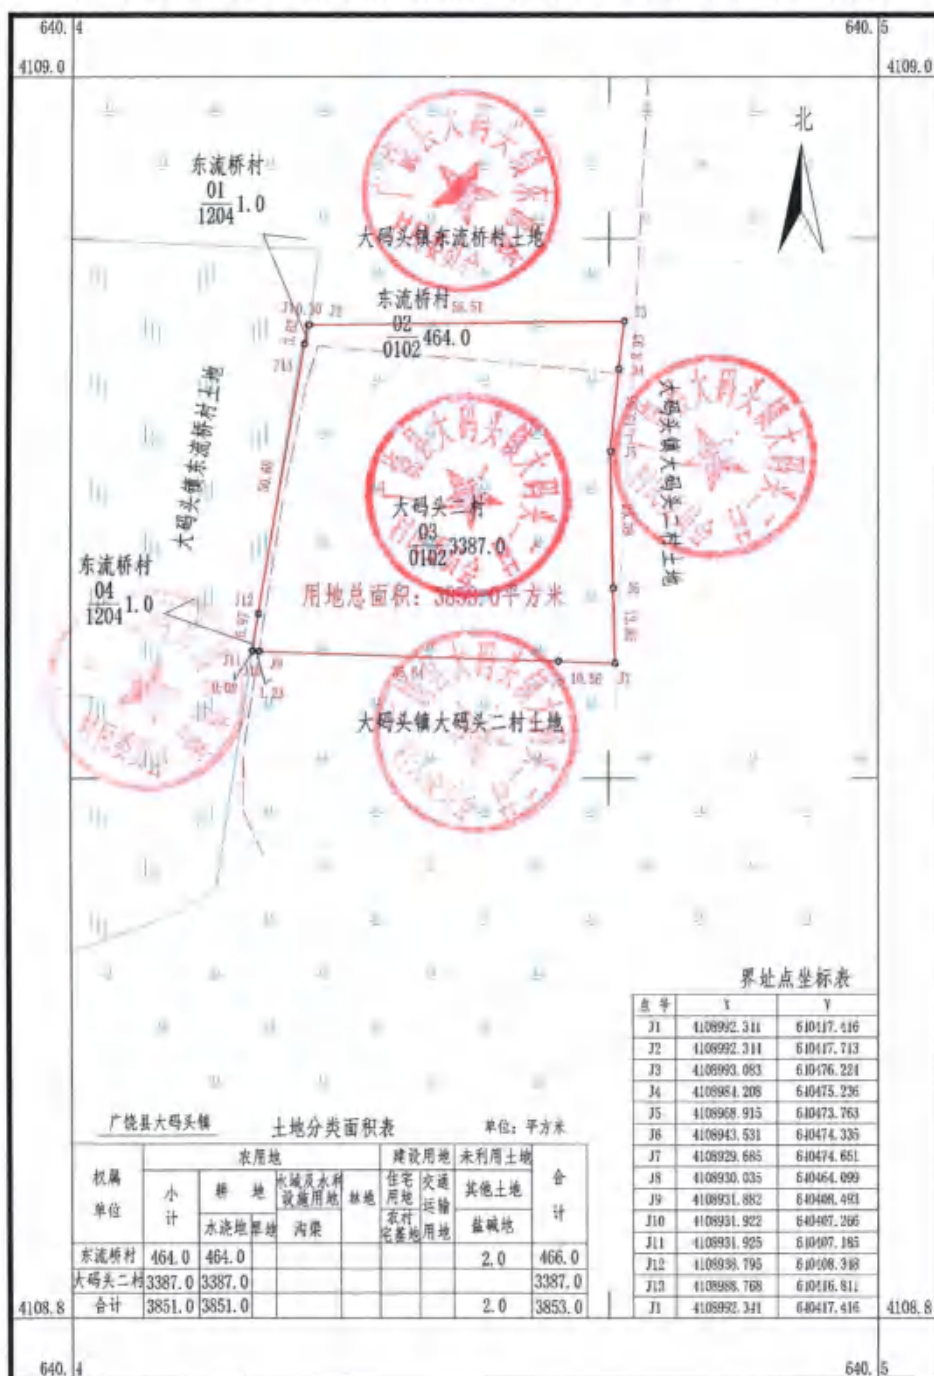 640.4
640.5
4109.0
4109.0
北
东流桥村
01
1204
1.0
大码头镇东流桥村土地
东流桥村
02
0102
464.0
大码头镇东流桥村土地
大码头镇大码头二村土地
大码头二村
03
0102
3387.0
用地总面积：3853.0平方米
50.60
东流桥村
04
1204
1.0
J12
J11
J9
1.23
10.56
J7
大码头镇大码头二村土地
界址点坐标表
点号 X Y
J1 4108992.341 640417.416
J2 4108992.344 640417.713
J3 4108993.083 640476.224
J4 4108984.208 640475.236
J5 4108968.915 640473.763
J6 4108943.531 640474.335
J7 4108929.685 640474.651
J8 4108930.035 640464.099
J9 4108931.882 640408.493
J10 4108931.922 640407.266
J11 4108931.925 640407.185
J12 4108938.795 640408.348
J13 4108988.768 640416.811
J1 4108992.341 640417.416
广饶县大码头镇
土地分类面积表
单位：平方米
权属单位
农用地
建设用地
未利用土地
合计
小计
耕地
水域及水利设施用地
林地
住宅用地
交通运输用地
其他土地
水浇地
旱地
沟渠
农村宅基地
盐碱地
东流桥村 464.0 464.0 2.0 466.0
大码头二村 3387.0 3387.0 3387.0
合计 3851.0 3851.0 2.0 3853.0
4108.8
4108.8
640.4
640.5